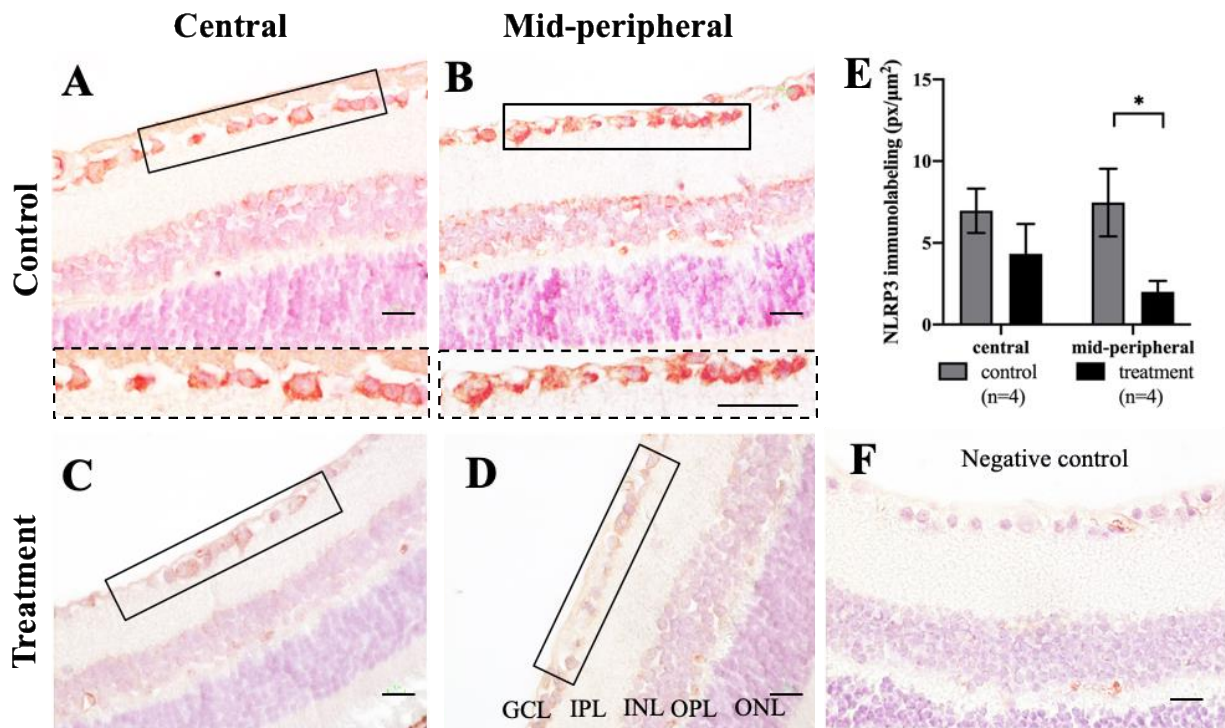 Central
Mid-peripheral
Control
A
B
E
NLRP3 immunolabeling (px/μm²)
15
10
5
0
*
central
mid-peripheral
control
(n=4)
treatment
(n=4)
Treatment
C
D
GCL IPL INL OPL ONL
F
Negative control